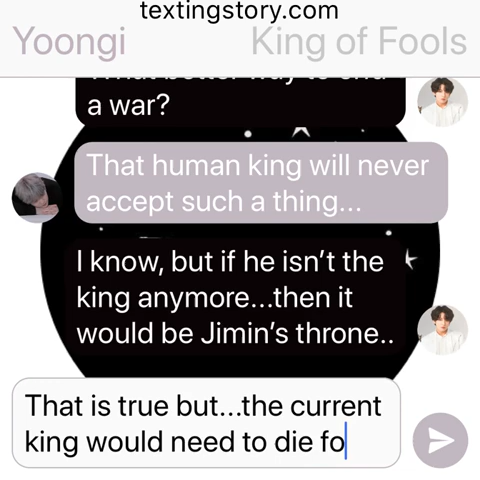 textingstory.com
Yoongi
King of Fools
a war?
That human king will never
accept such a thing...
I know, but if he isn't the
king anymore...then it
would be Jimin's throne..
That is true but...the current
king would need to die fo